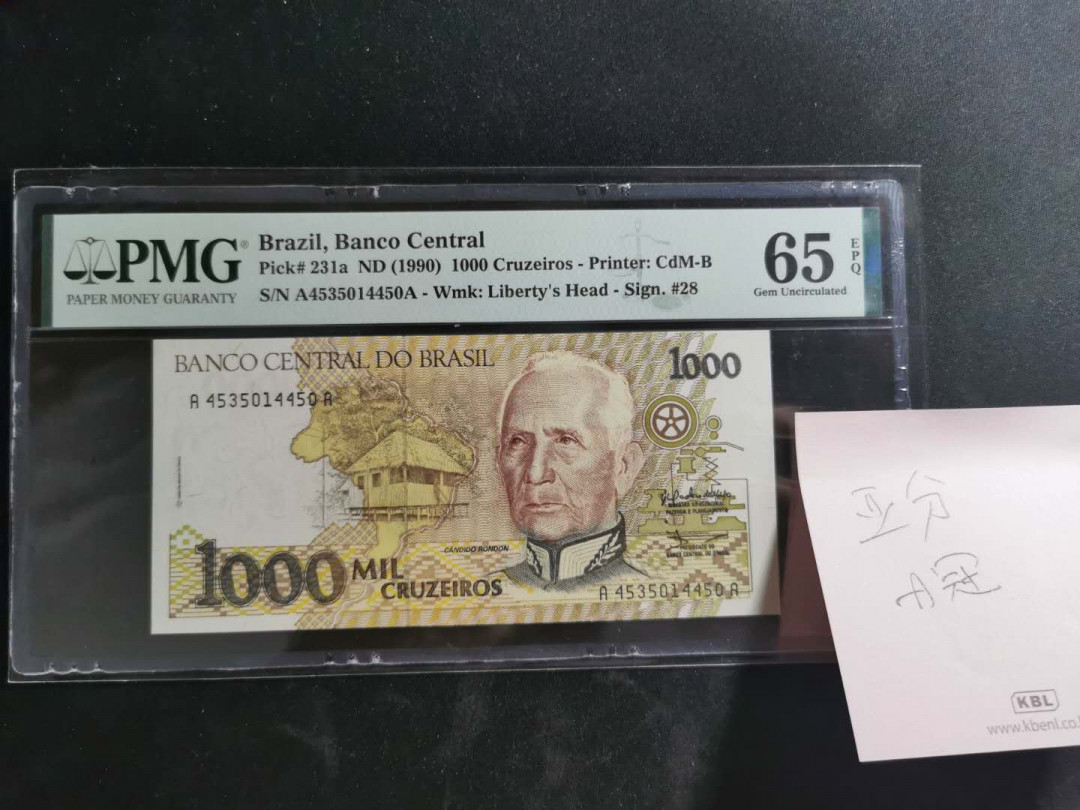 PMG®
PAPER MONEY GUARANTY
Brazil, Banco Central
Pick# 231a ND (1990) 1000 Cruzeiros - Printer: CdM-B
S/N A4535014450A - Wmk: Liberty's Head - Sign. #28
65
EPQ
Gem Uncirculated
BANCO CENTRAL DO BRASIL
1000
A 4535014450 A
CANDIDO RONDON
1000 MIL
CRUZEIROS
A 4535014450 A
亚分
A冠
KBL
www.kbenl.co.